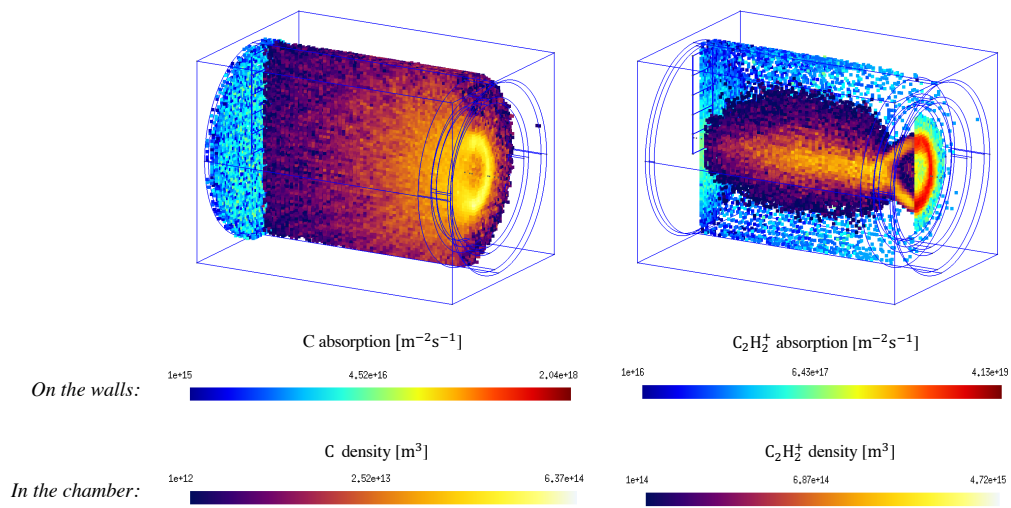 C absorption [m⁻²s⁻¹]
C₂H₂⁺ absorption [m⁻²s⁻¹]
1e+15 4.52e+16 2.04e+18
1e+16 6.43e+17 4.13e+19
On the walls:
C density [m³]
C₂H₂⁺ density [m³]
1e+12 2.52e+13 6.37e+14
1e+14 6.87e+14 4.72e+15
In the chamber: